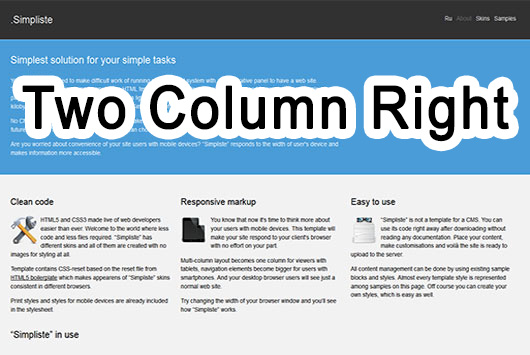 .Simpliste
Ru About Skins Samples
Simplest solution for your simple tasks
Two Column Right
Are you worried about convenience of your site users with mobile devices? "Simpliste" responds to the width of user's device and
makes information more accessible.
Clean code
HTML5 and CSS3 made live of web developers
easier than ever. Welcome to the world where less
code and less files required. "Simpliste" has
different skins and all of them are created with no
images for styling at all.
Template contains CSS-reset based on the reset file from
HTML5 boilerplate which makes appearance of "Simpliste" skins
consistent in different browsers.
Print styles and styles for mobile devices are already included
in the stylesheet.
Responsive markup
You know that now it's time to think more about
your users with mobile devices. This template will
make your site respond to your client's browser
with no effort on your part.
Multi-column layout becomes one column for viewers with
tablets, navigation elements become bigger for users with
smartphones. And your desktop browser users will see just a
normal web site.
Try changing the width of your browser window and you'll see
how "Simpliste" works.
Easy to use
"Simpliste" is not a template for a CMS. You can
use its code right away after downloading without
reading any documentation. Place your content,
make customisations and voilà the site is ready to
upload to the server.
All content management can be done by using existing sample
blocks and styles. Almost every template style is represented
among samples on this page. Off course you can create your
own styles, which is easy as well.
"Simpliste" in use